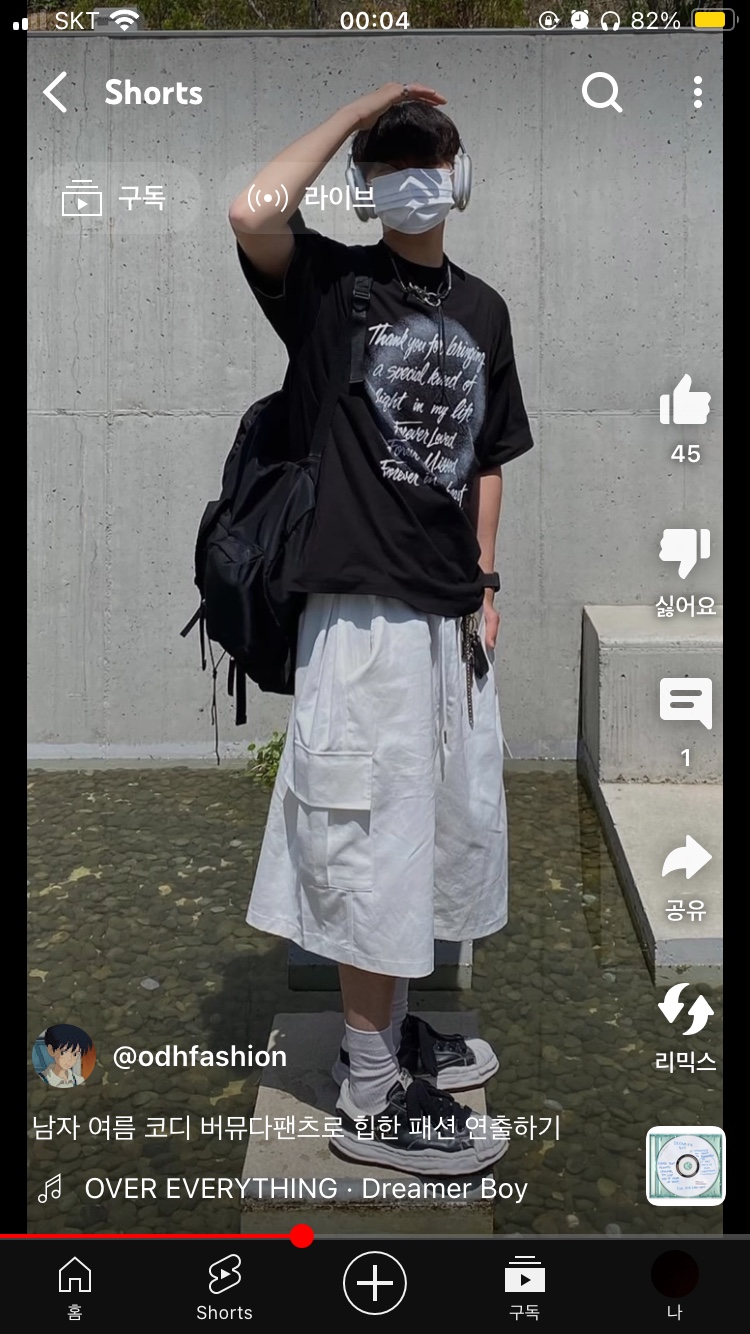 SKT 00:04 82%
Shorts
구독 라이브
Thank you for bringing
a special kind of
light in my life
Forever Loved
Forever Missed
Forever in
45
싫어요
1
공유
리믹스
@odhfashion
남자 여름 코디 버뮤다팬츠로 힙한 패션 연출하기
OVER EVERYTHING · Dreamer Boy
홈 Shorts 구독 나